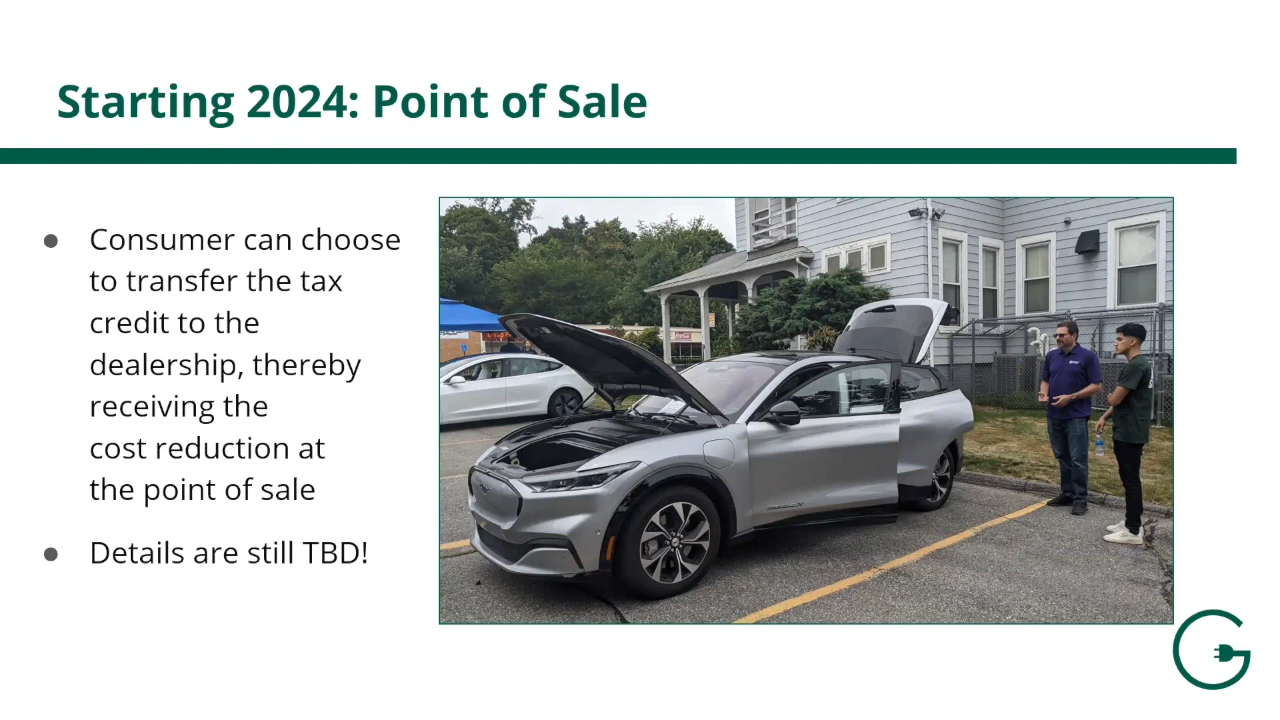 Starting 2024: Point of Sale
● Consumer can choose
to transfer the tax
credit to the
dealership, thereby
receiving the
cost reduction at
the point of sale
● Details are still TBD!